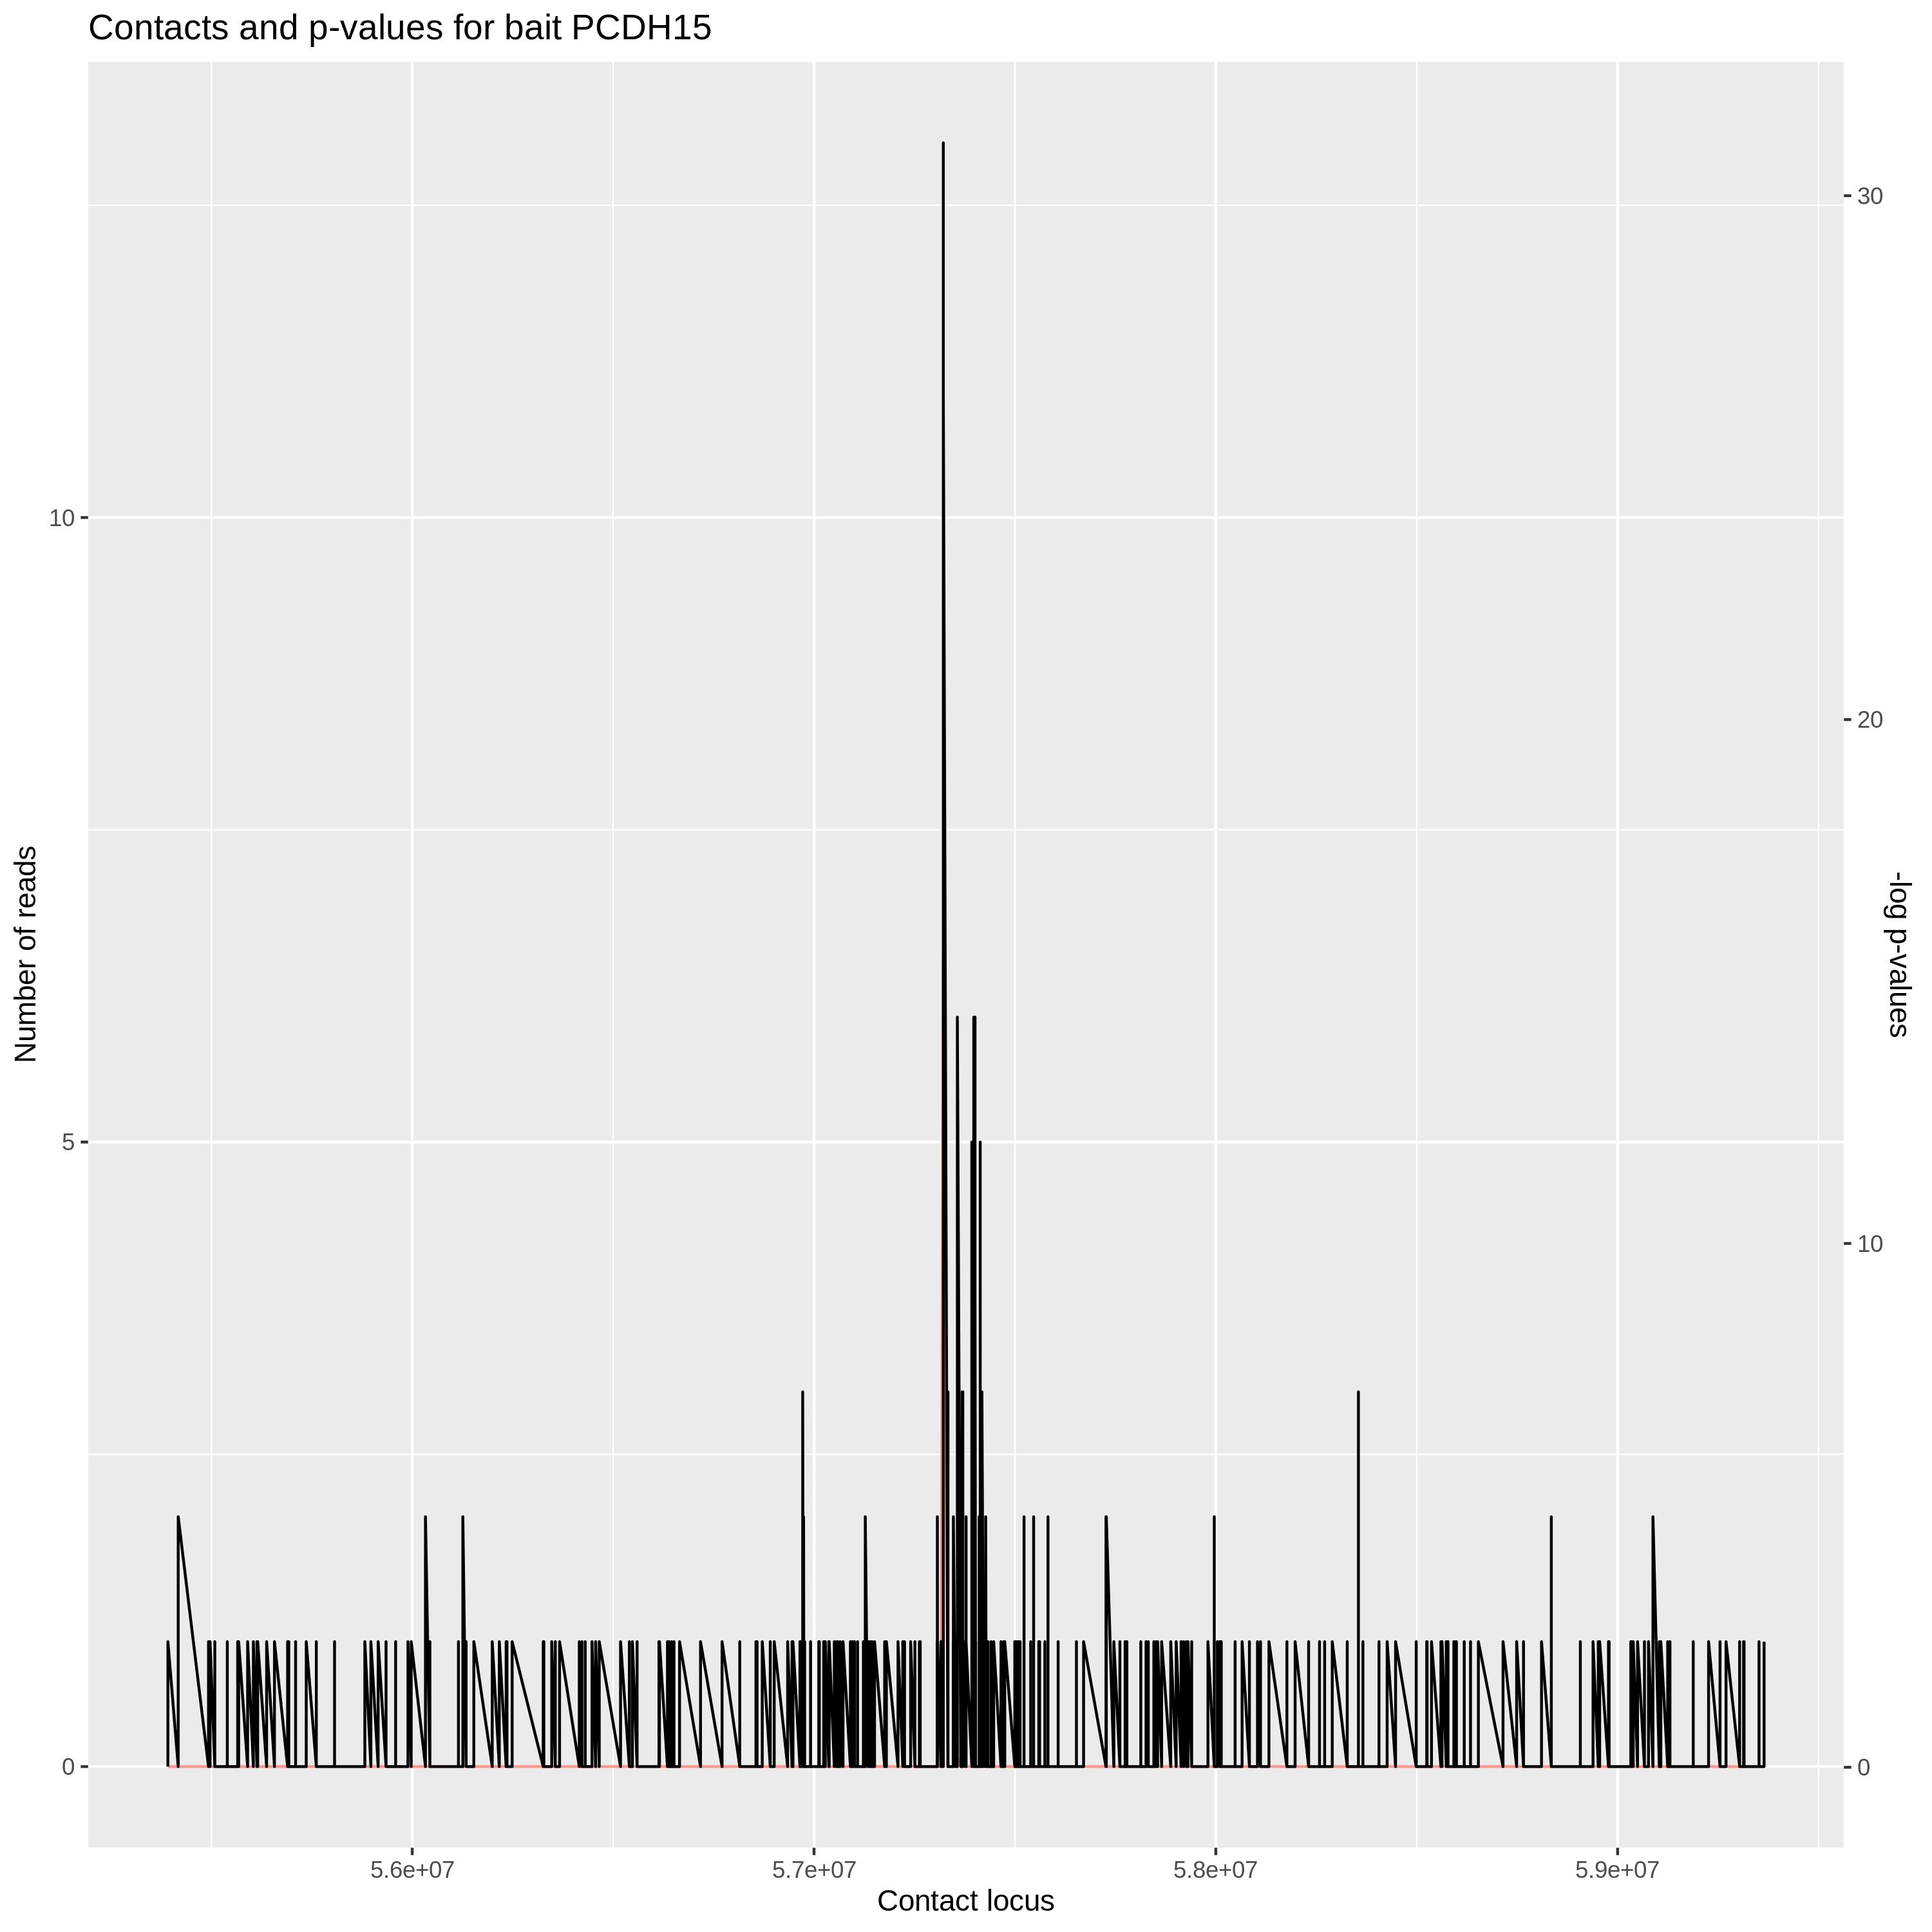 Contacts and p-values for bait PCDH15
30
10
20
Number of reads
-log p-values
5
10
0
0
5.6e+07
5.7e+07
5.8e+07
5.9e+07
Contact locus